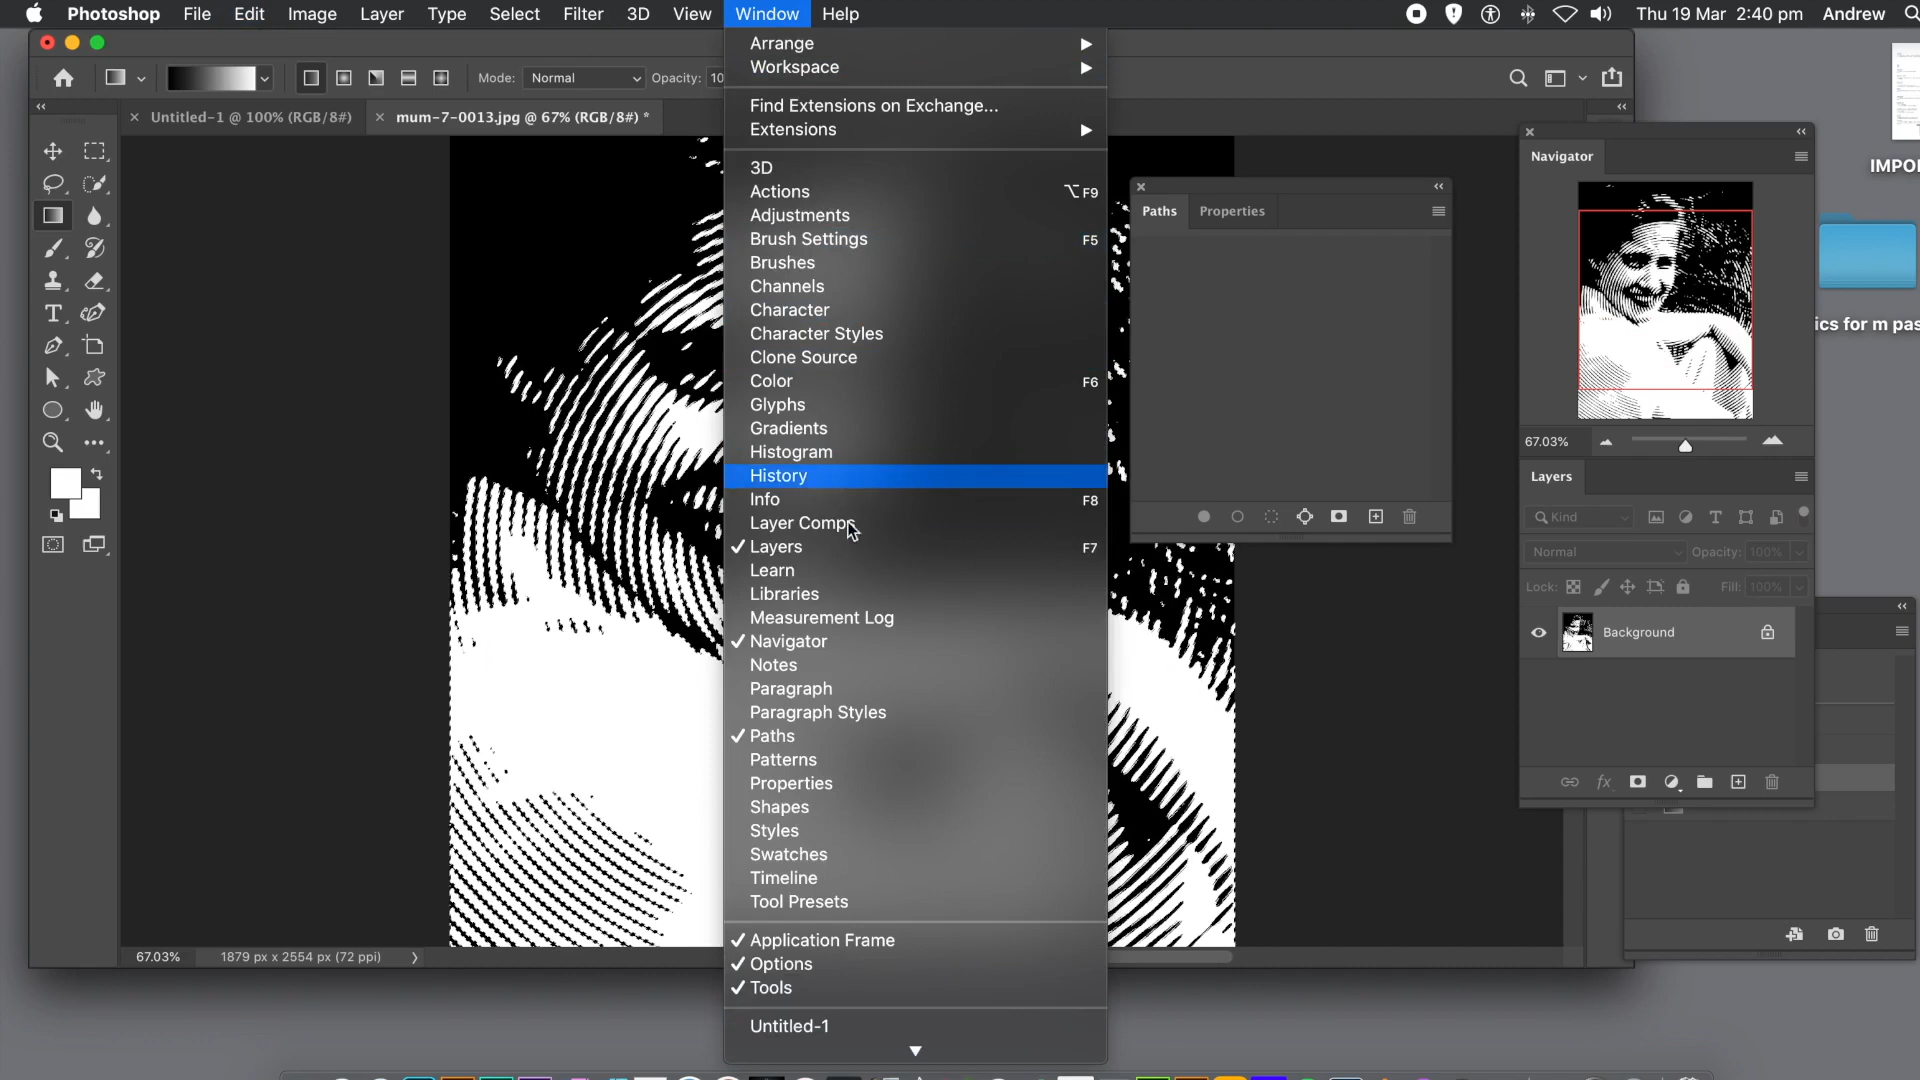 Photoshop File Edit Image Layer Type Select Filter 3D View Window Help
Thu 19 Mar 2:40 pm Andrew
Mode: Normal Opacity: 10
× Untitled-1 @ 100% (RGB/8#) × mum-7-0013.jpg @ 67% (RGB/8#) *
Arrange
Workspace
Find Extensions on Exchange...
Extensions
3D
Actions ⌥F9
Adjustments
Brush Settings F5
Brushes
Channels
Character
Character Styles
Clone Source
Color F6
Glyphs
Gradients
Histogram
History
Info F8
Layer Comps
✓ Layers F7
Learn
Libraries
Measurement Log
✓ Navigator
Notes
Paragraph
Paragraph Styles
✓ Paths
Patterns
Properties
Shapes
Styles
Swatches
Timeline
Tool Presets
✓ Application Frame
✓ Options
✓ Tools
Untitled-1
Paths Properties
Navigator
67.03%
Layers
Kind
Normal Opacity: 100%
Lock: Fill: 100%
Background
fx
IMPO
ics for m pas
67.03% 1879 px x 2554 px (72 ppi)